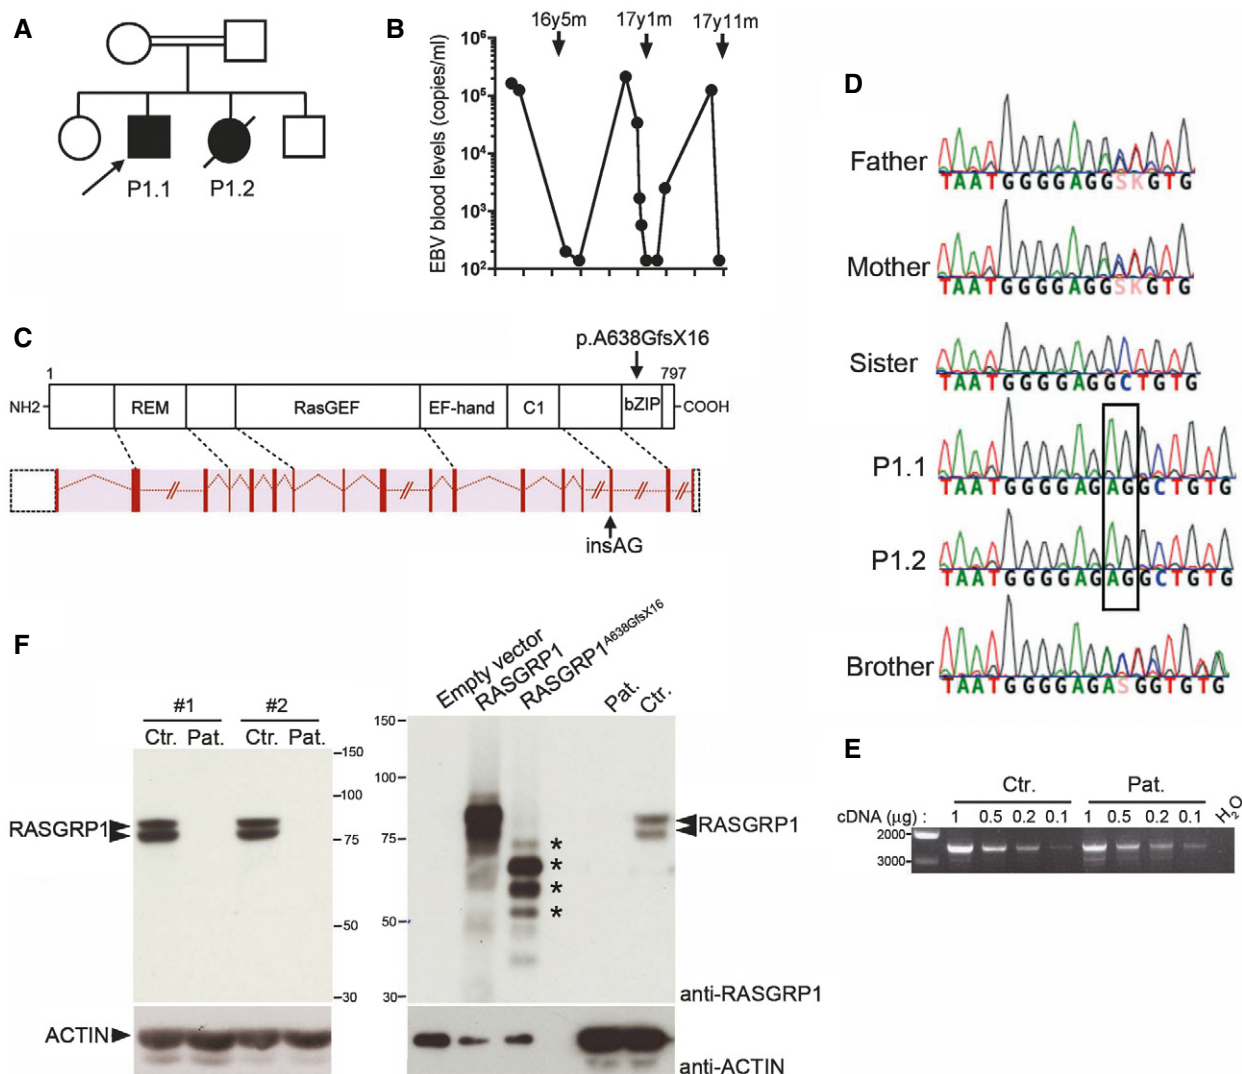 A
P1.1
P1.2
B
16y5m
17y1m
17y11m
EBV blood levels (copies/ml)
10⁶
10⁵
10⁴
10³
10²
C
p.A638GfsX16
1
797
NH2
REM
RasGEF
EF-hand
C1
bZIP
COOH
insAG
D
Father
TAATGGGGAGGSKGTG
Mother
TAATGGGGAGGSKGTG
Sister
TAATGGGGAGGCTGTG
P1.1
TAATGGGGAGAGGCTGTG
P1.2
TAATGGGGAGAGGCTGTG
Brother
TAATGGGGAGASGGTGTG
E
Ctr.
Pat.
cDNA (µg) :
1
0.5
0.2
0.1
1
0.5
0.2
0.1
H₂O
2000
3000
F
#1
#2
Ctr. Pat.
Ctr. Pat.
RASGRP1
150
100
75
50
30
ACTIN
Empty vector
RASGRP1
RASGRP1ᴬ⁶³⁸ᴳᶠˢˣ¹⁶
Pat.
Ctr.
150
100
75
50
30
*
*
*
*
RASGRP1
anti-RASGRP1
anti-ACTIN